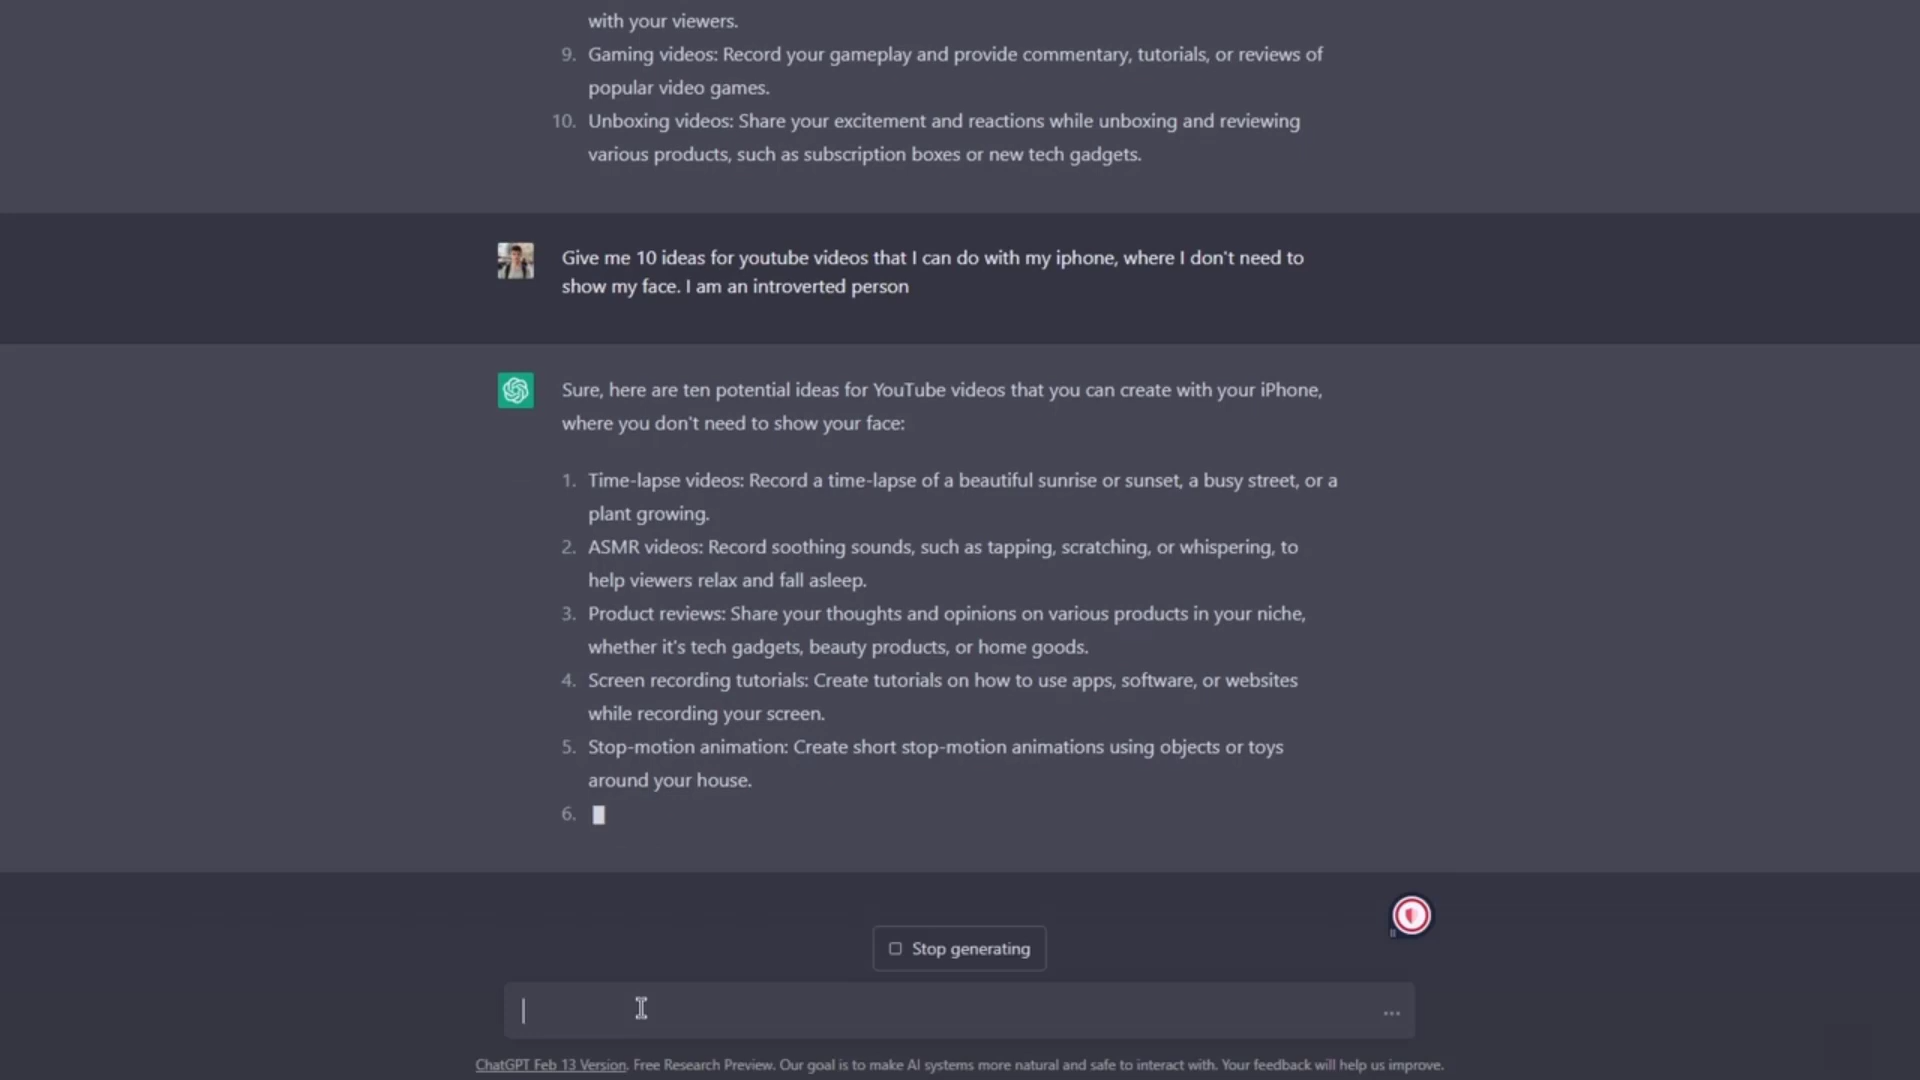 with your viewers.
9. Gaming videos: Record your gameplay and provide commentary, tutorials, or reviews of
popular video games.
10. Unboxing videos: Share your excitement and reactions while unboxing and reviewing
various products, such as subscription boxes or new tech gadgets.
Give me 10 ideas for youtube videos that I can do with my iphone, where I don't need to
show my face. I am an introverted person
Sure, here are ten potential ideas for YouTube videos that you can create with your iPhone,
where you don't need to show your face:
1. Time-lapse videos: Record a time-lapse of a beautiful sunrise or sunset, a busy street, or a
plant growing.
2. ASMR videos: Record soothing sounds, such as tapping, scratching, or whispering, to
help viewers relax and fall asleep.
3. Product reviews: Share your thoughts and opinions on various products in your niche,
whether it's tech gadgets, beauty products, or home goods.
4. Screen recording tutorials: Create tutorials on how to use apps, software, or websites
while recording your screen.
5. Stop-motion animation: Create short stop-motion animations using objects or toys
around your house.
6.
Stop generating
ChatGPT Feb 13 Version. Free Research Preview. Our goal is to make AI systems more natural and safe to interact with. Your feedback will help us improve.